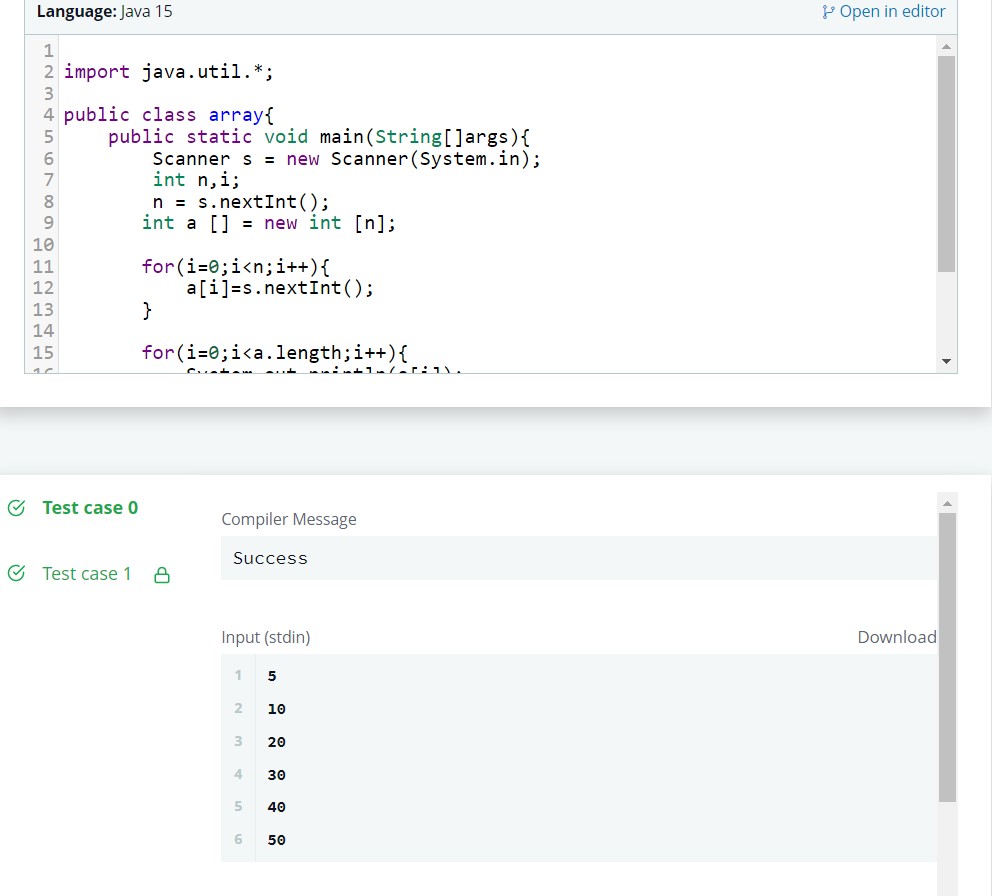 Language: Java 15
Open in editor
1
2 import java.util.*;
3
4 public class array{
5 public static void main(String[]args){
6 Scanner s = new Scanner(System.in);
7 int n,i;
8 n = s.nextInt();
9 int a [] = new int [n];
10
11 for(i=0;i<n;i++){
12 a[i]=s.nextInt();
13 }
14
15 for(i=0;i<a.length;i++){
16 System.out.println(a[i]);
Test case 0
Test case 1
Compiler Message
Success
Input (stdin)
Download
1 5
2 10
3 20
4 30
5 40
6 50